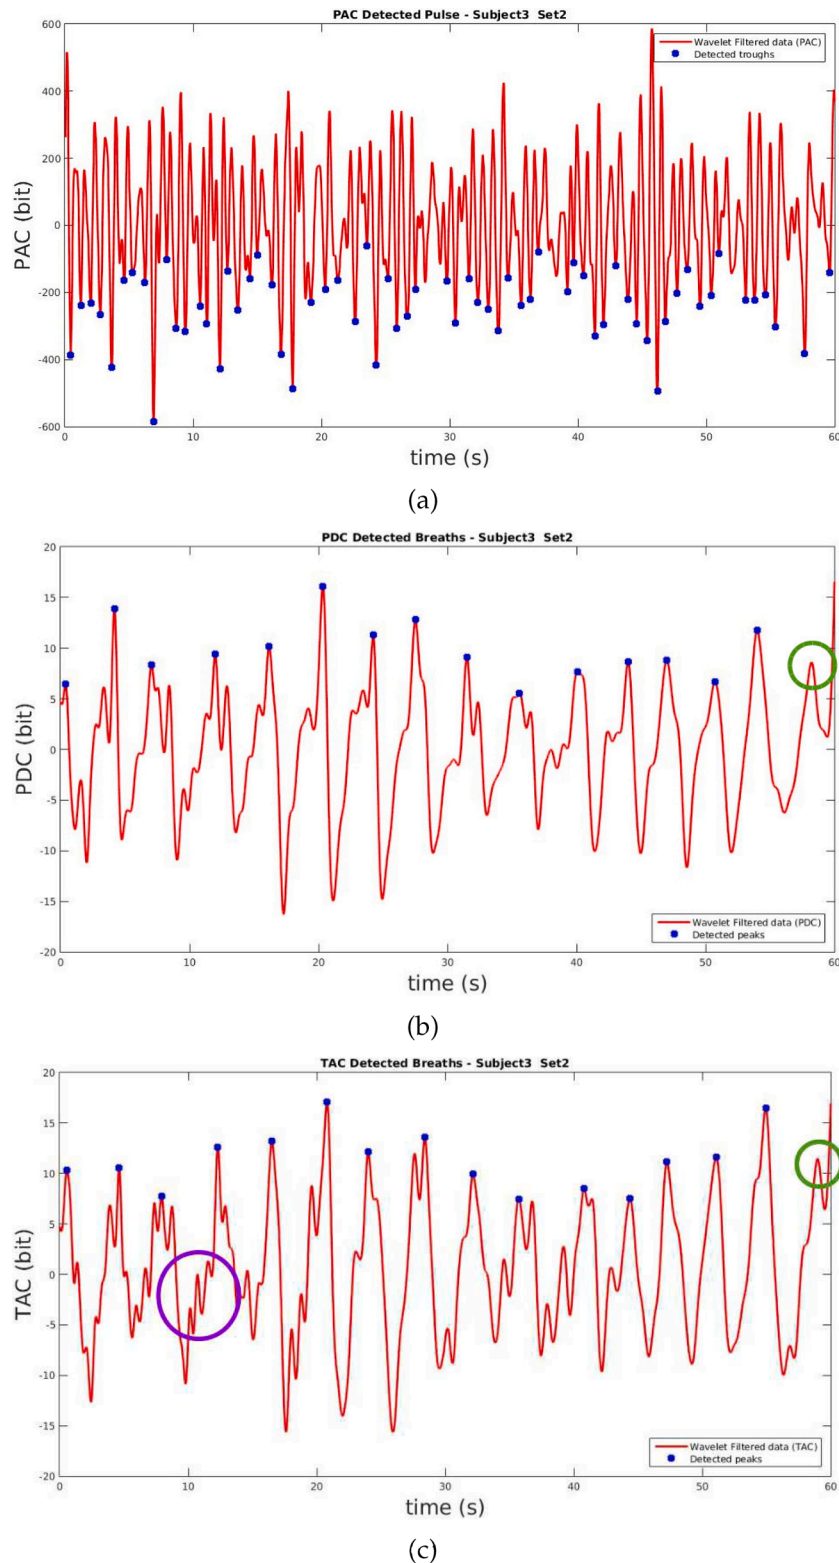 PAC Detected Pulse - Subject3 Set2
600
400
200
0
-200
-400
-600
PAC (bit)
Wavelet Filtered data (PAC)
Detected troughs
0 10 20 30 40 50 60
time (s)
(a)
PDC Detected Breaths - Subject3 Set2
20
15
10
5
0
-5
-10
-15
-20
PDC (bit)
Wavelet Filtered data (PDC)
Detected peaks
0 10 20 30 40 50 60
time (s)
(b)
TAC Detected Breaths - Subject3 Set2
20
15
10
5
0
-5
-10
-15
-20
TAC (bit)
Wavelet Filtered data (TAC)
Detected peaks
0 10 20 30 40 50 60
time (s)
(c)